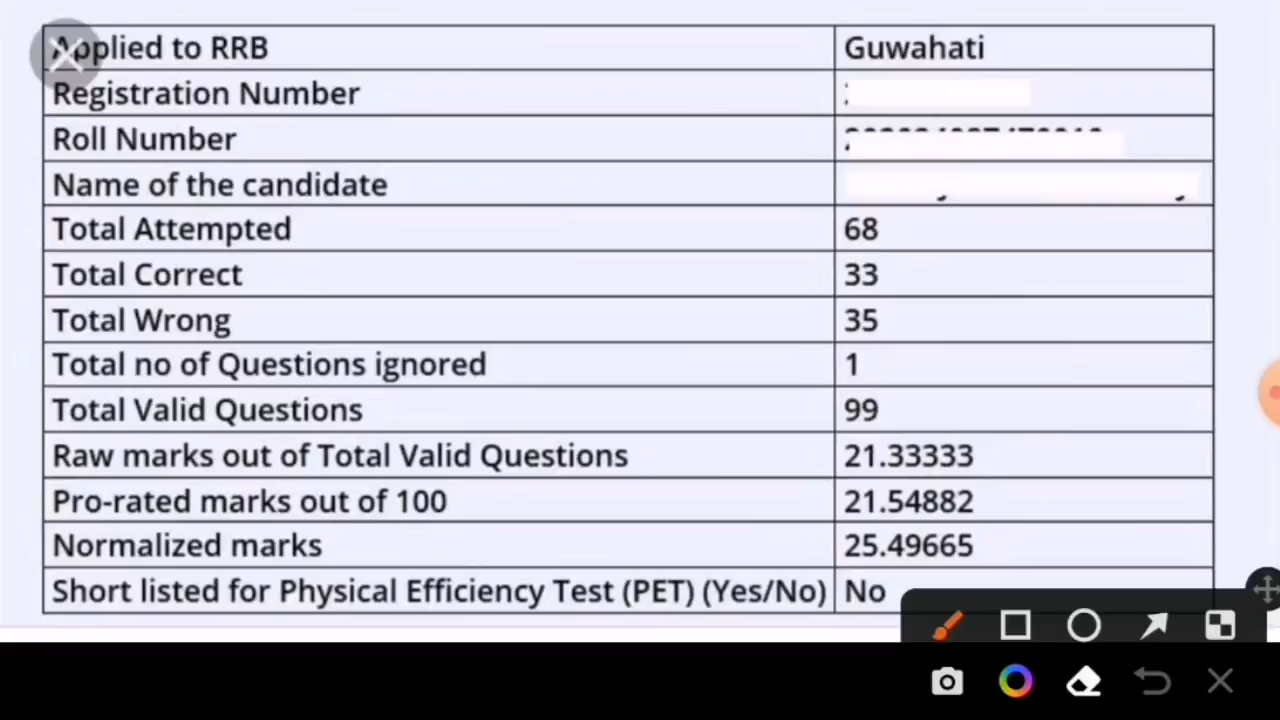 Applied to RRB Guwahati
Registration Number
Roll Number
Name of the candidate
Total Attempted 68
Total Correct 33
Total Wrong 35
Total no of Questions ignored 1
Total Valid Questions 99
Raw marks out of Total Valid Questions 21.33333
Pro-rated marks out of 100 21.54882
Normalized marks 25.49665
Short listed for Physical Efficiency Test (PET) (Yes/No) No